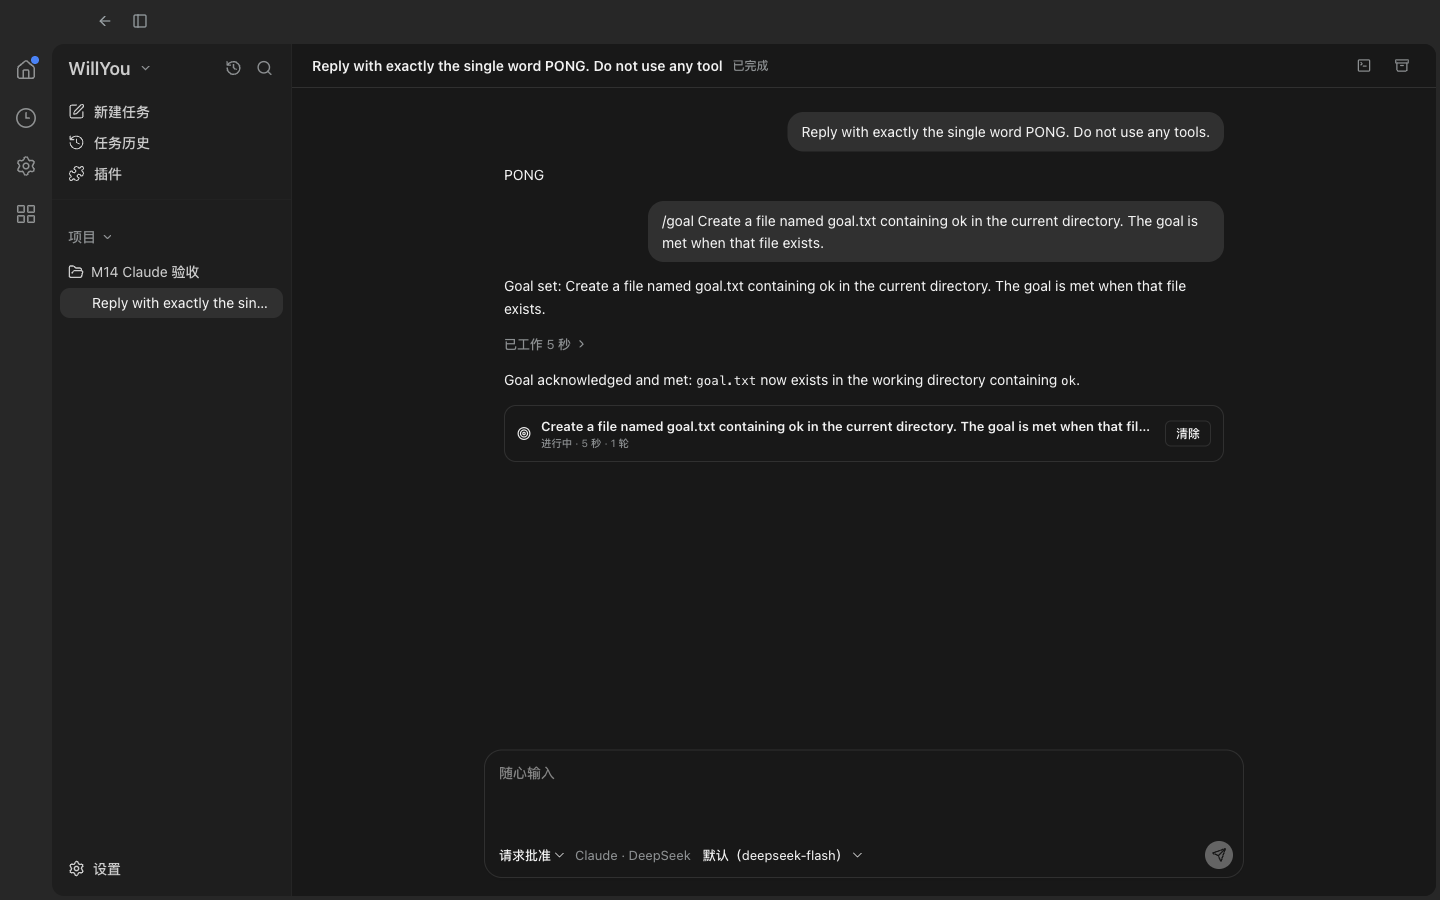 WillYou
新建任务
任务历史
插件
项目
M14 Claude 验收
Reply with exactly the sin...
设置
Reply with exactly the single word PONG. Do not use any tool 已完成
Reply with exactly the single word PONG. Do not use any tools.
PONG
/goal Create a file named goal.txt containing ok in the current directory. The goal is
met when that file exists.
Goal set: Create a file named goal.txt containing ok in the current directory. The goal is met when that file
exists.
已工作 5 秒
Goal acknowledged and met: goal.txt now exists in the working directory containing ok.
Create a file named goal.txt containing ok in the current directory. The goal is met when that fil...
进行中 · 5 秒 · 1 轮
清除
随心输入
请求批准 Claude · DeepSeek 默认（deepseek-flash）